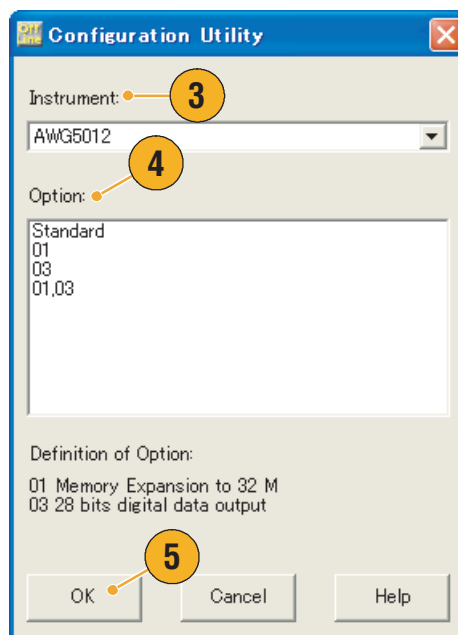 Off
Line
Configuration Utility
Instrument:
3
AWG5012
4
Option:
Standard
01
03
01,03
Definition of Option:
01 Memory Expansion to 32 M
03 28 bits digital data output
5
OK
Cancel
Help